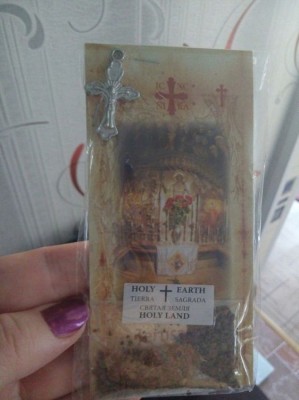 HOLY EARTH
TIERRA SAGRADA
СВЯТАЯ ЗЕМЛЯ
HOLY LAND